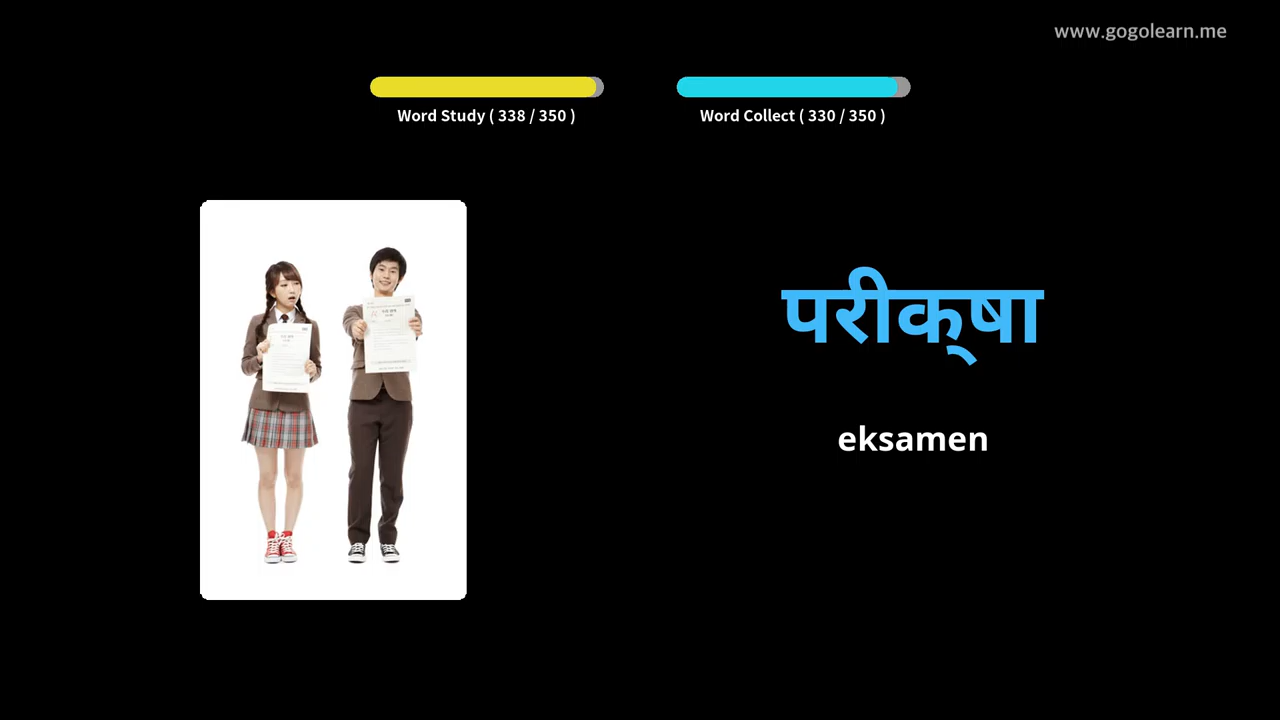 www.gogolearn.me
Word Study ( 338 / 350 )
Word Collect ( 330 / 350 )
परीक्षा
eksamen